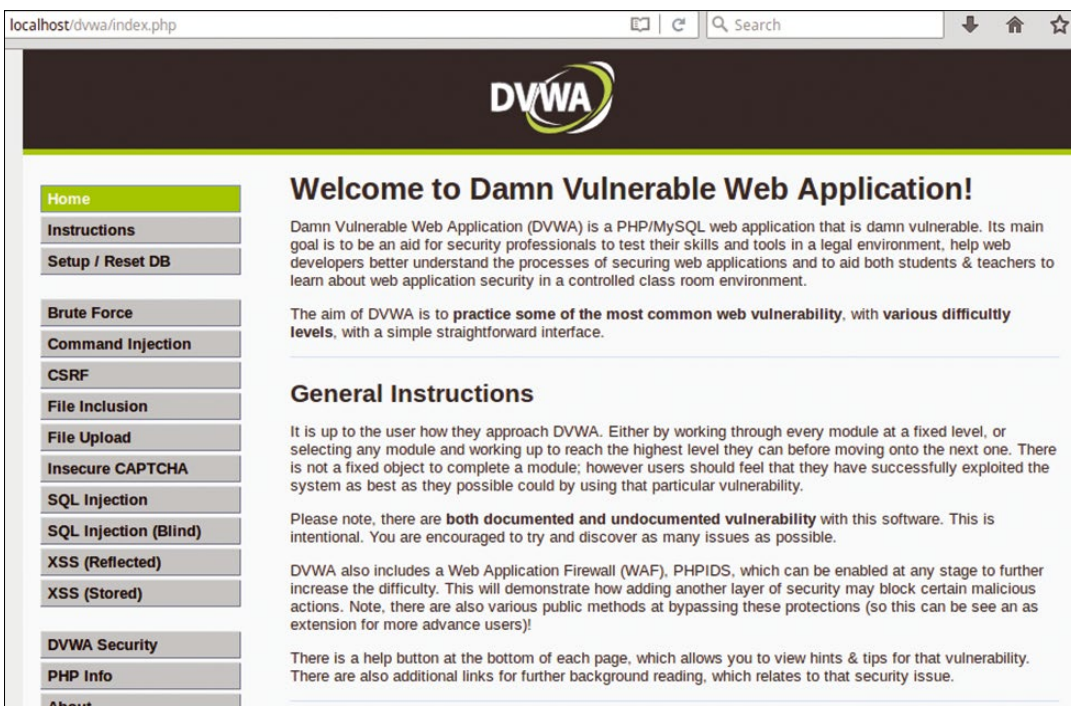 localhost/dvwa/index.php
Search
DVWA
Home
Instructions
Setup / Reset DB
Brute Force
Command Injection
CSRF
File Inclusion
File Upload
Insecure CAPTCHA
SQL Injection
SQL Injection (Blind)
XSS (Reflected)
XSS (Stored)
DVWA Security
PHP Info
About
Welcome to Damn Vulnerable Web Application!
Damn Vulnerable Web Application (DVWA) is a PHP/MySQL web application that is damn vulnerable. Its main
goal is to be an aid for security professionals to test their skills and tools in a legal environment, help web
developers better understand the processes of securing web applications and to aid both students & teachers to
learn about web application security in a controlled class room environment.
The aim of DVWA is to practice some of the most common web vulnerability, with various difficultly
levels, with a simple straightforward interface.
General Instructions
It is up to the user how they approach DVWA. Either by working through every module at a fixed level, or
selecting any module and working up to reach the highest level they can before moving onto the next one. There
is not a fixed object to complete a module; however users should feel that they have successfully exploited the
system as best as they possible could by using that particular vulnerability.
Please note, there are both documented and undocumented vulnerability with this software. This is
intentional. You are encouraged to try and discover as many issues as possible.
DVWA also includes a Web Application Firewall (WAF), PHPIDS, which can be enabled at any stage to further
increase the difficulty. This will demonstrate how adding another layer of security may block certain malicious
actions. Note, there are also various public methods at bypassing these protections (so this can be see an as
extension for more advance users)!
There is a help button at the bottom of each page, which allows you to view hints & tips for that vulnerability.
There are also additional links for further background reading, which relates to that security issue.